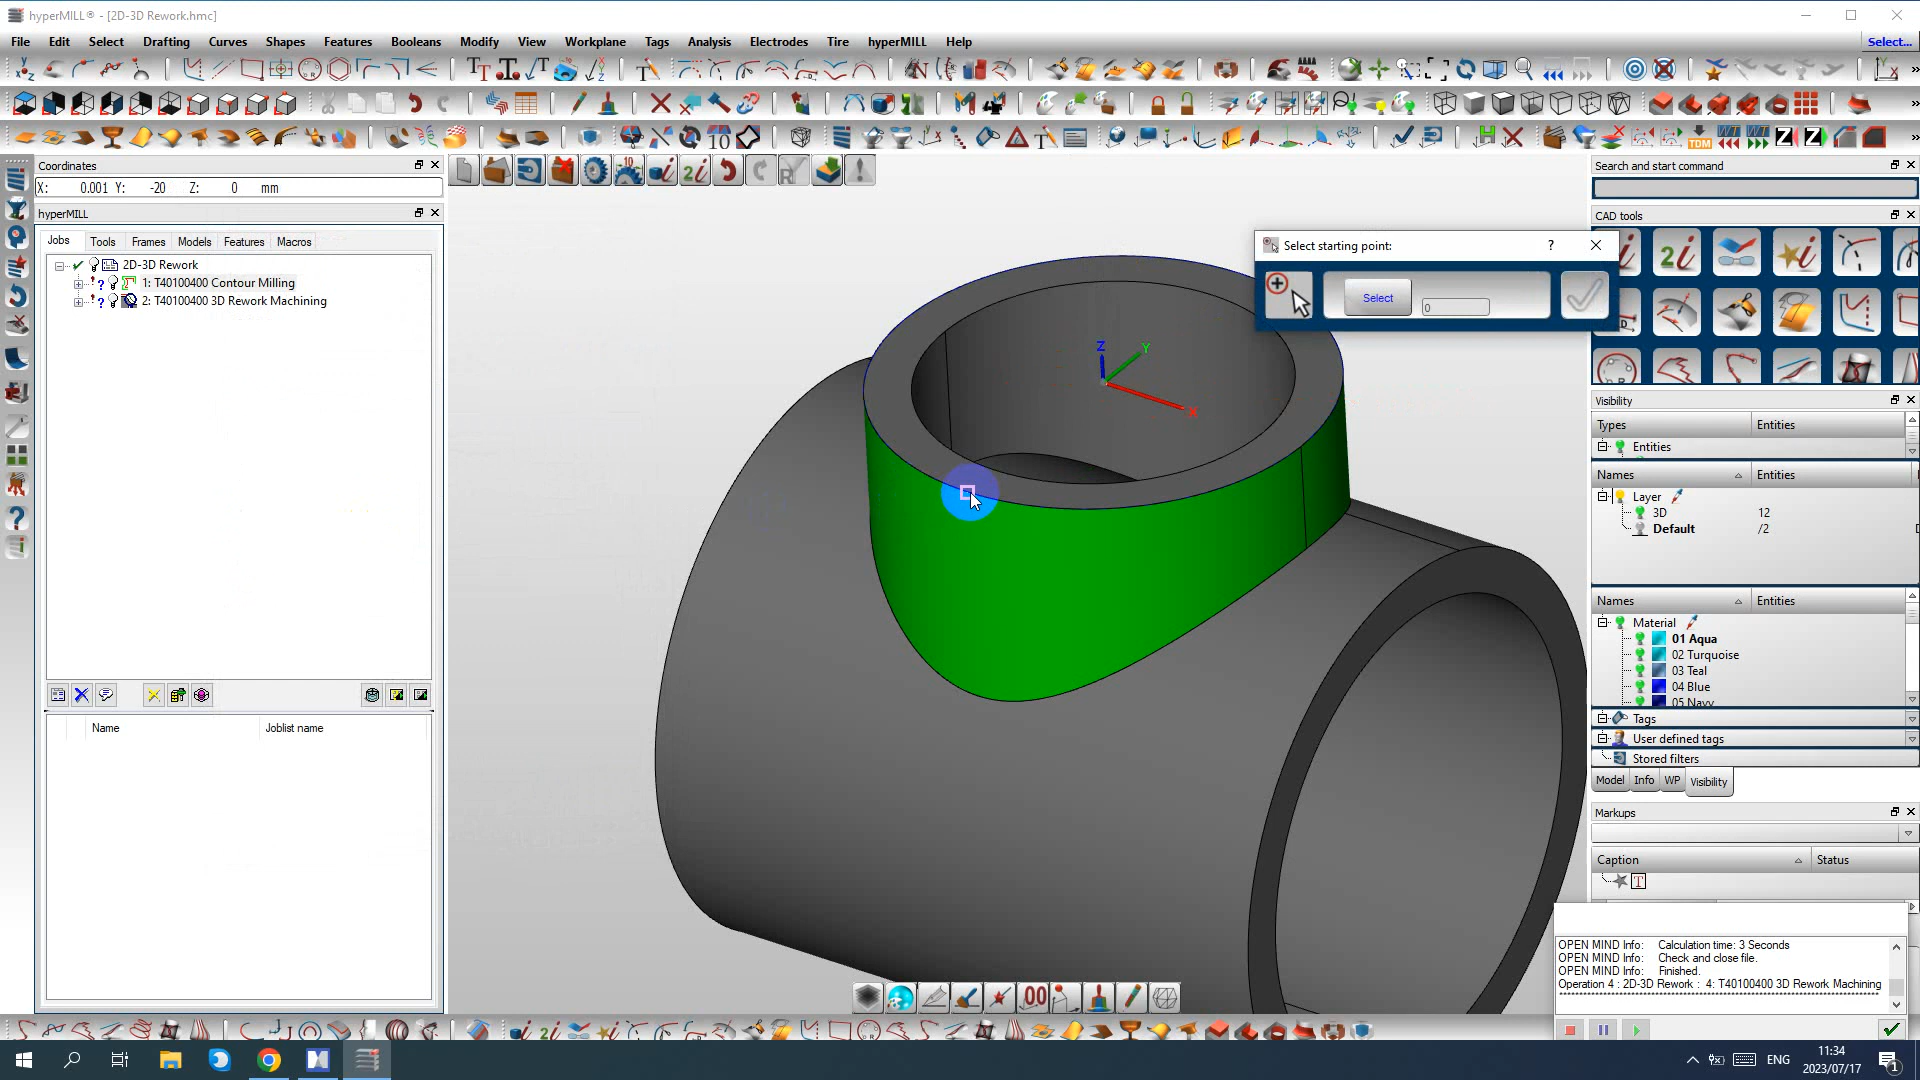 hyperMILL® - [2D-3D Rework.hmc]
File Edit Select Drafting Curves Shapes Features Booleans Modify View Workplane Tags Analysis Electrodes Tire hyperMILL Help
Select...
Coordinates
X: 0.001 Y: -20 Z: 0 mm
hyperMILL
Jobs Tools Frames Models Features Macros
2D-3D Rework
1: T40100400 Contour Milling
2: T40100400 3D Rework Machining
Name Joblist name
Select starting point: ?
Select 0
Z Y
X
Search and start command
CAD tools
Visibility
Types Entities
Entities
Names Entities
Layer
3D 12
Default /2
Names Entities
Material
01 Aqua
02 Turquoise
03 Teal
04 Blue
05 Navy
Tags
User defined tags
Stored filters
Model Info WP Visibility
Markups
Caption Status
T
OPEN MIND Info: Calculation time: 3 Seconds
OPEN MIND Info: Check and close file.
OPEN MIND Info: Finished.
Operation 4 : 2D-3D Rework : 4: T40100400 3D Rework Machining
ENG
11:34
2023/07/17
1